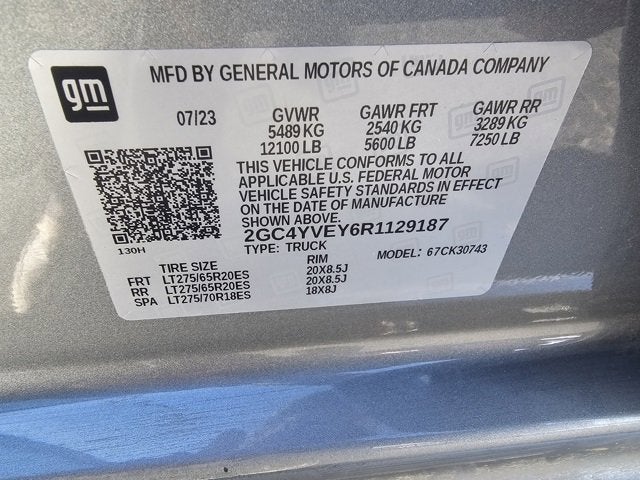 gm
MFD BY GENERAL MOTORS OF CANADA COMPANY
07/23 GVWR GAWR FRT GAWR RR
5489 KG 2540 KG 3289 KG
12100 LB 5600 LB 7250 LB
THIS VEHICLE CONFORMS TO ALL
APPLICABLE U.S. FEDERAL MOTOR
VEHICLE SAFETY STANDARDS IN EFFECT
ON THE DATE OF MANUFACTURE
SHOWN ABOVE.
2GC4YVEY6R1129187
130H TYPE: TRUCK MODEL: 67CK30743
TIRE SIZE RIM
FRT LT275/65R20ES 20X8.5J
RR LT275/65R20ES 20X8.5J
SPA LT275/70R18ES 18X8J